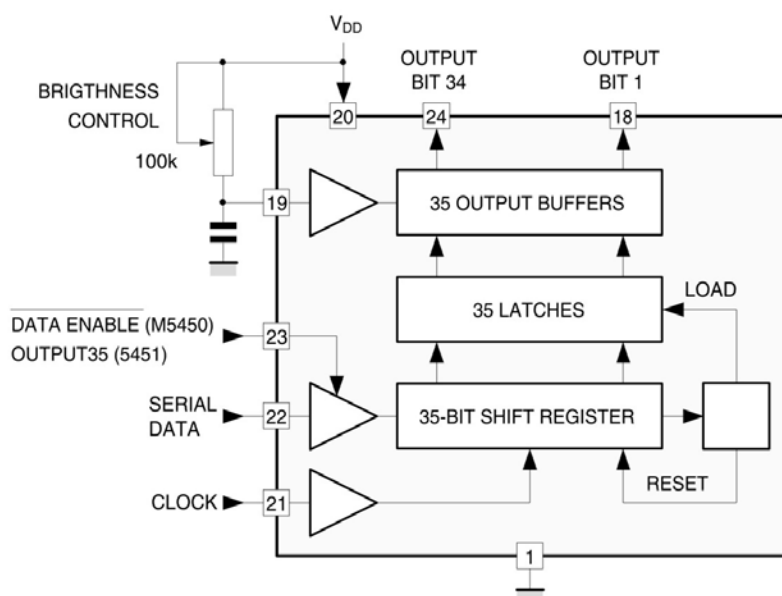 VDD
OUTPUT
BIT 34
OUTPUT
BIT 1
BRIGTHNESS
CONTROL
100k
20
24
18
19
35 OUTPUT BUFFERS
LOAD
35 LATCHES
DATA ENABLE (M5450)
OUTPUT35 (5451)
23
SERIAL
DATA
22
35-BIT SHIFT REGISTER
RESET
CLOCK
21
1